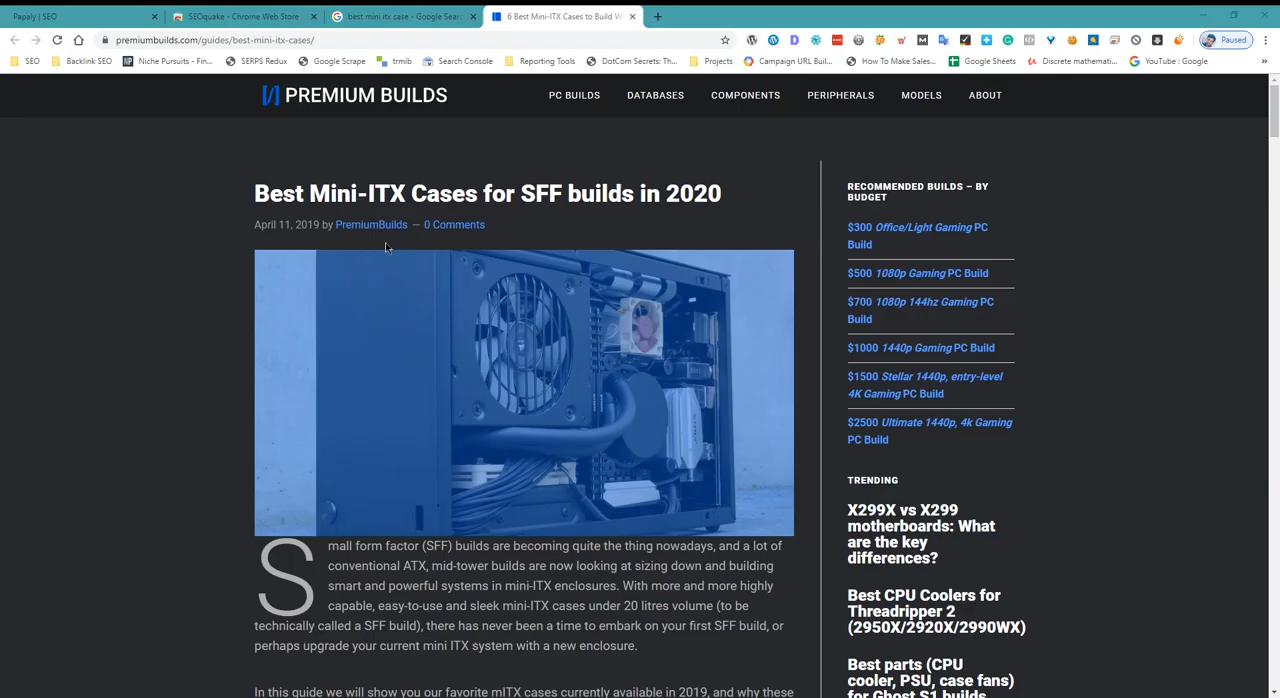 Papaly | SEO
SEOquake - Chrome Web Store
best mini itx case - Google Sear
6 Best Mini-ITX Cases to Build W
premiumbuilds.com/guides/best-mini-itx-cases/
Paused
SEO
Backlink SEO
Niche Pursuits - Fin...
SERPS Redux
Google Scrape
trmib
Search Console
Reporting Tools
DotCom Secrets: Th...
Projects
Campaign URL Buil...
How To Make Sales...
Google Sheets
Discrete mathemati...
YouTube : Google
PREMIUM BUILDS
PC BUILDS
DATABASES
COMPONENTS
PERIPHERALS
MODELS
ABOUT
Best Mini-ITX Cases for SFF builds in 2020
April 11, 2019 by PremiumBuilds — 0 Comments
Small form factor (SFF) builds are becoming quite the thing nowadays, and a lot of
conventional ATX, mid-tower builds are now looking at sizing down and building
smart and powerful systems in mini-ITX enclosures. With more and more highly
capable, easy-to-use and sleek mini-ITX cases under 20 litres volume (to be
technically called a SFF build), there has never been a time to embark on your first SFF build, or
perhaps upgrade your current mini ITX system with a new enclosure.
In this guide we will show you our favorite mITX cases currently available in 2019, and why these
RECOMMENDED BUILDS – BY
BUDGET
$300 Office/Light Gaming PC
Build
$500 1080p Gaming PC Build
$700 1080p 144hz Gaming PC
Build
$1000 1440p Gaming PC Build
$1500 Stellar 1440p, entry-level
4K Gaming PC Build
$2500 Ultimate 1440p, 4k Gaming
PC Build
TRENDING
X299X vs X299
motherboards: What
are the key
differences?
Best CPU Coolers for
Threadripper 2
(2950X/2920X/2990WX)
Best parts (CPU
cooler, PSU, case fans)
for Ghost S1 builds